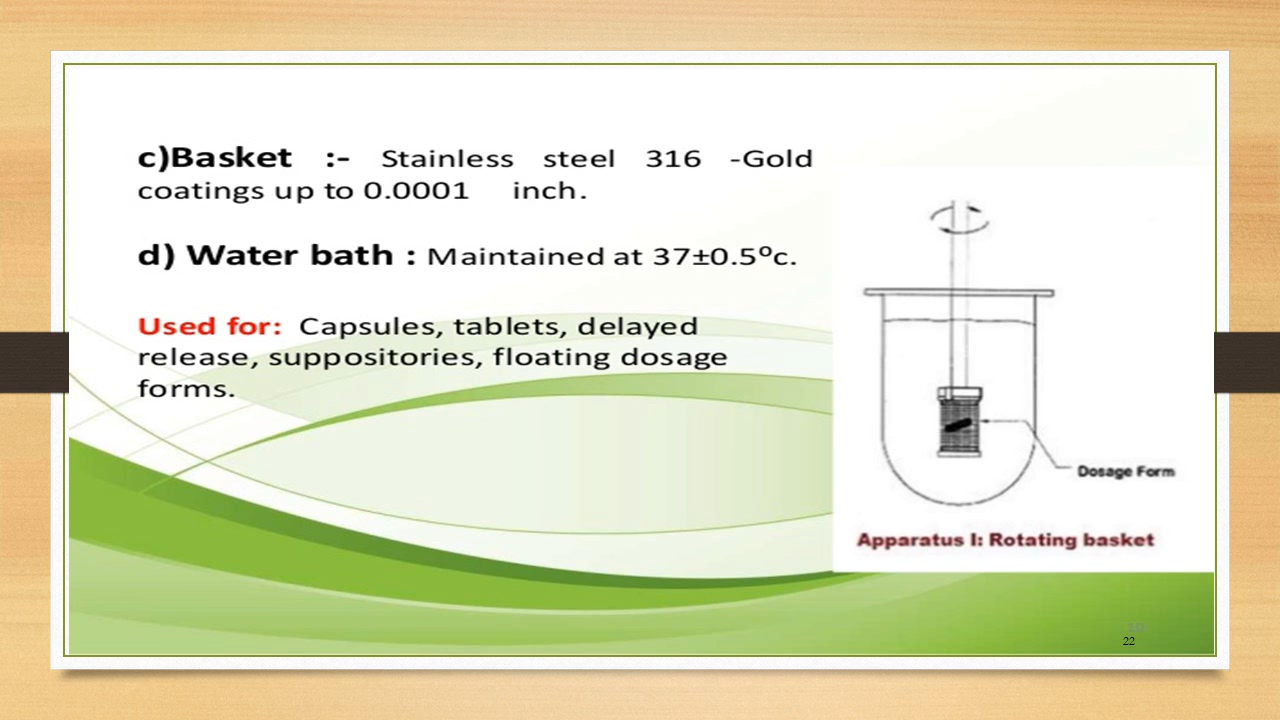 c)Basket :- Stainless steel 316 -Gold
coatings up to 0.0001 inch.
d) Water bath : Maintained at 37±0.5ºc.
Used for: Capsules, tablets, delayed
release, suppositories, floating dosage
forms.
Dosage Form
Apparatus I: Rotating basket
22